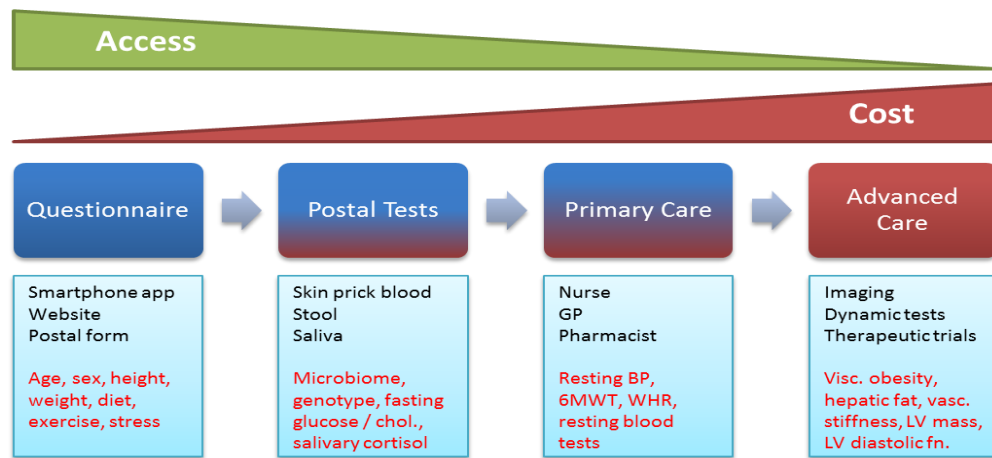 Access
Cost
Questionnaire
Postal Tests
Primary Care
Advanced
Care
Smartphone app
Website
Postal form
Age, sex, height,
weight, diet,
exercise, stress
Skin prick blood
Stool
Saliva
Microbiome,
genotype, fasting
glucose / chol.,
salivary cortisol
Nurse
GP
Pharmacist
Resting BP,
6MWT, WHR,
resting blood
tests
Imaging
Dynamic tests
Therapeutic trials
Visc. obesity,
hepatic fat, vasc.
stiffness, LV mass,
LV diastolic fn.